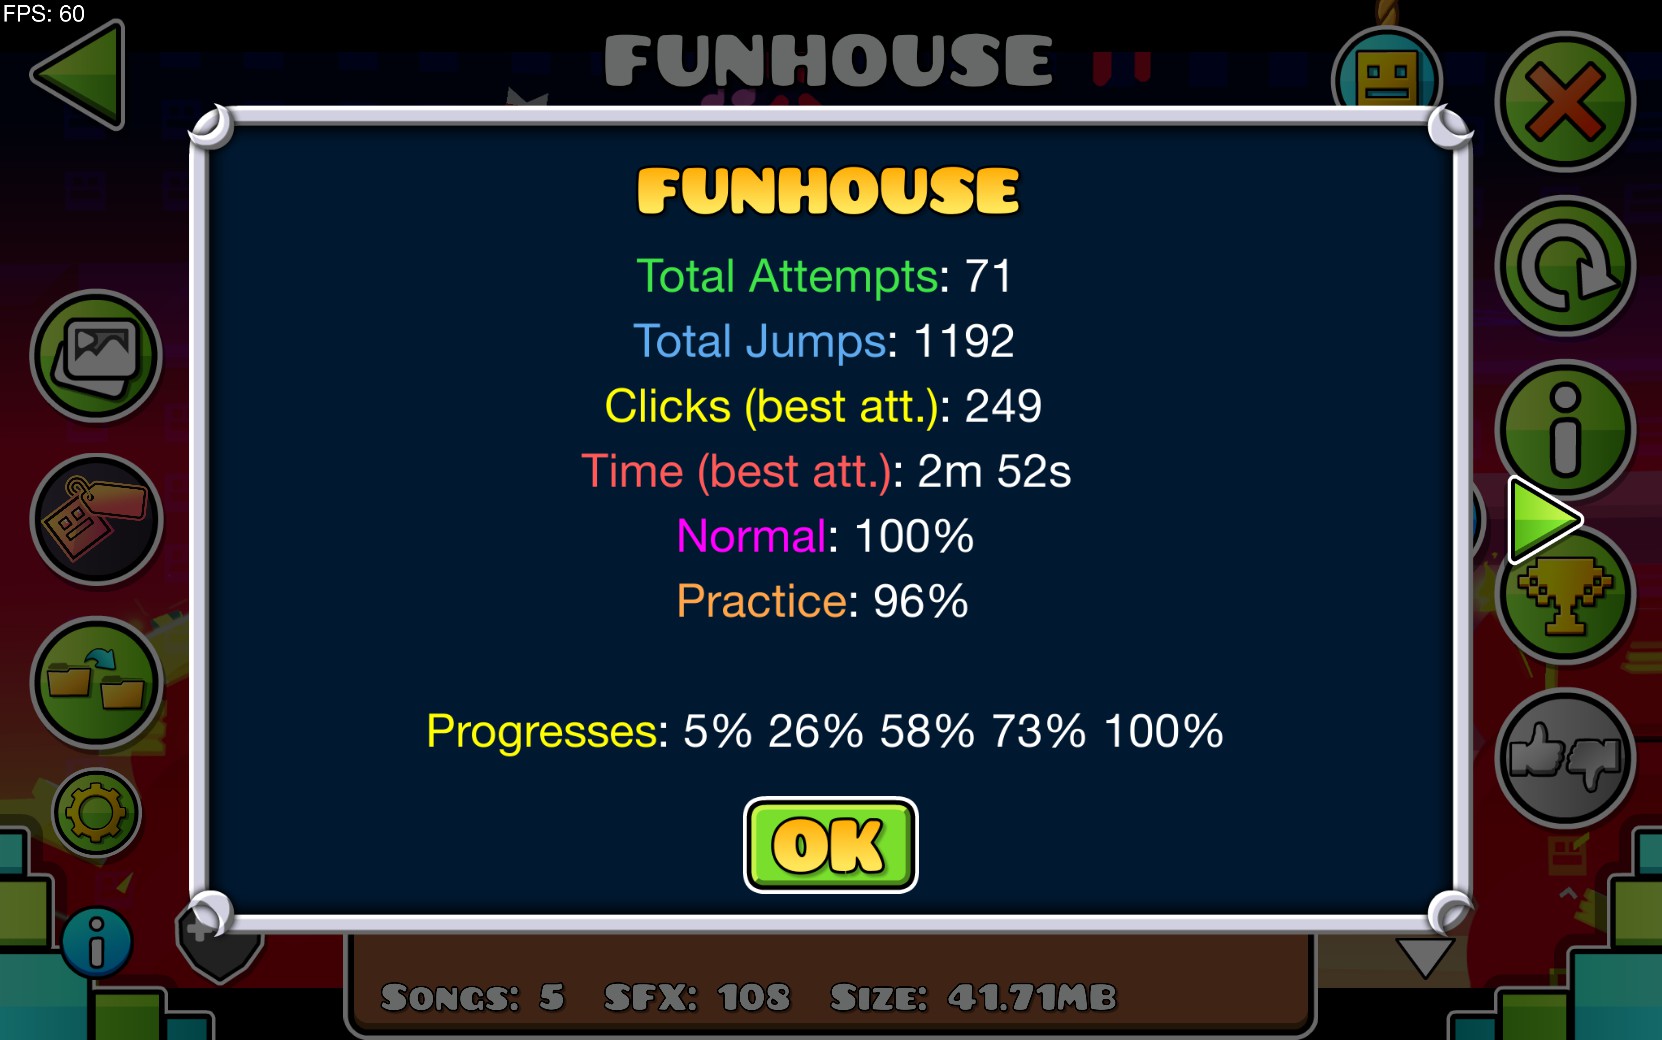 FPS: 60
FUNHOUSE
FUNHOUSE
Total Attempts: 71
Total Jumps: 1192
Clicks (best att.): 249
Time (best att.): 2m 52s
Normal: 100%
Practice: 96%
Progresses: 5% 26% 58% 73% 100%
OK
SONGS: 5 SFX: 108 SIZE: 41.71MB